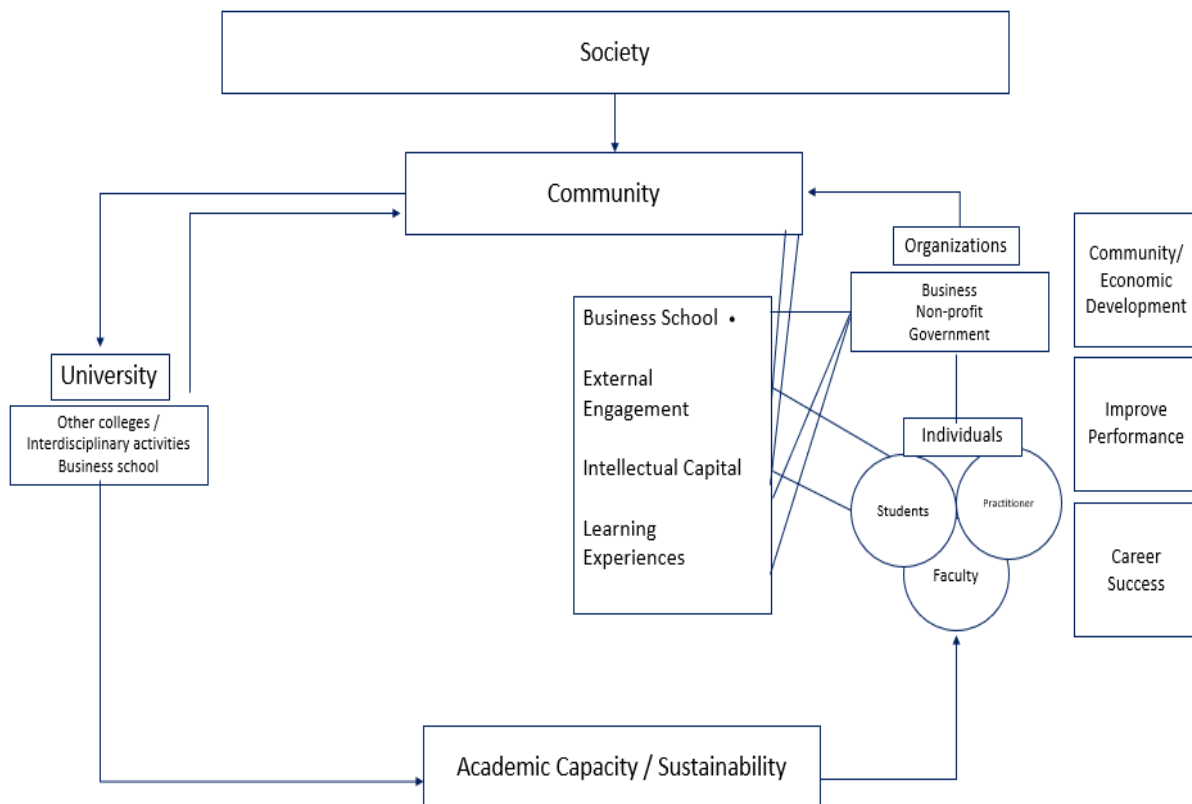 Society
Community
Organizations
Business
Non-profit
Government
Community/
Economic
Development
Business School •
External
Engagement
Intellectual Capital
Learning
Experiences
University
Other colleges /
Interdisciplinary activities
Business school
Individuals
Students
Practitioner
Faculty
Improve
Performance
Career
Success
Academic Capacity / Sustainability